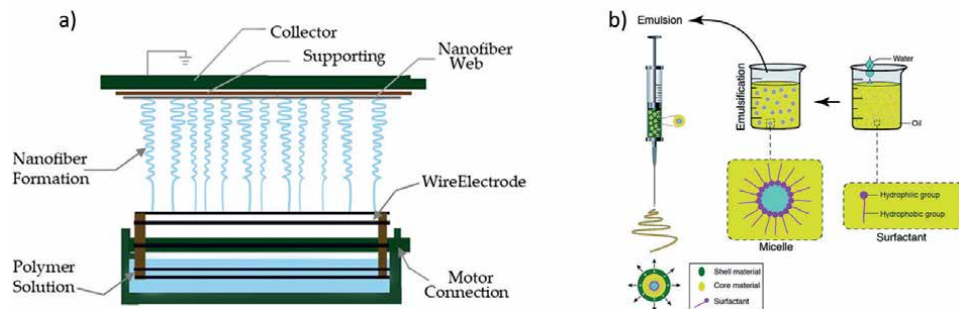 a)
Collector
Supporting
Nanofiber
Web
Nanofiber
Formation
WireElectrode
Polymer
Solution
Motor
Connection
b)
Emulsion
Water
Emulsification
Oil
Micelle
Hydrophilic group
Hydrophobic group
Surfactant
Shell material
Core material
Surfactant